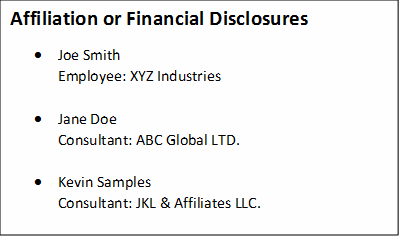 Affiliation or Financial Disclosures
• Joe Smith
Employee: XYZ Industries
• Jane Doe
Consultant: ABC Global LTD.
• Kevin Samples
Consultant: JKL & Affiliates LLC.